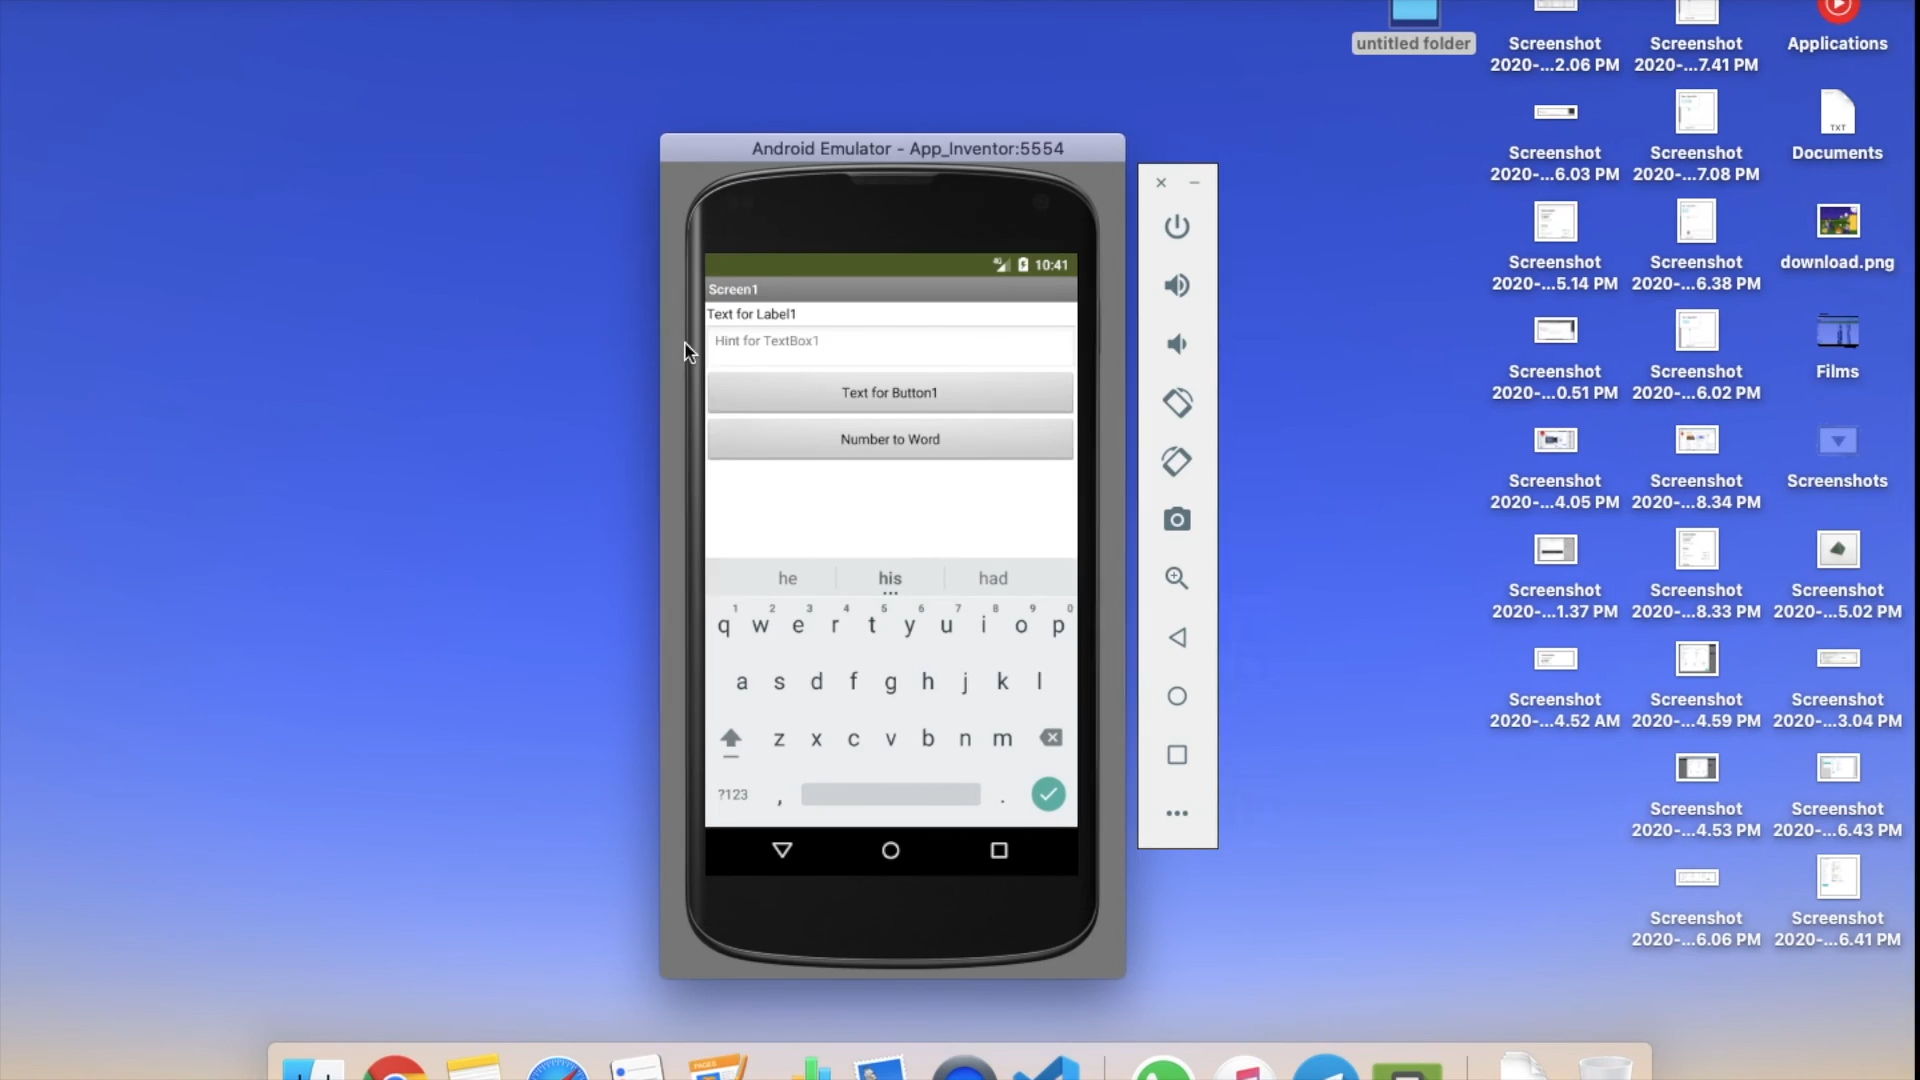 untitled folder
Screenshot
2020-...2.06 PM
Screenshot
2020-...7.41 PM
Applications
Screenshot
2020-...6.03 PM
Screenshot
2020-...7.08 PM
TXT
Documents
Screenshot
2020-...5.14 PM
Screenshot
2020-...6.38 PM
download.png
Screenshot
2020-...0.51 PM
Screenshot
2020-...6.02 PM
Films
Screenshot
2020-...4.05 PM
Screenshot
2020-...8.34 PM
Screenshots
Screenshot
2020-...1.37 PM
Screenshot
2020-...8.33 PM
Screenshot
2020-...5.02 PM
Screenshot
2020-...4.52 AM
Screenshot
2020-...4.59 PM
Screenshot
2020-...3.04 PM
Screenshot
2020-...4.53 PM
Screenshot
2020-...6.43 PM
Screenshot
2020-...6.06 PM
Screenshot
2020-...6.41 PM
Android Emulator - App_Inventor:5554
4G 10:41
Screen1
Text for Label1
Hint for TextBox1
Text for Button1
Number to Word
he his had
1 2 3 4 5 6 7 8 9 0
q w e r t y u i o p
a s d f g h j k l
z x c v b n m
?123 , .
PAGES